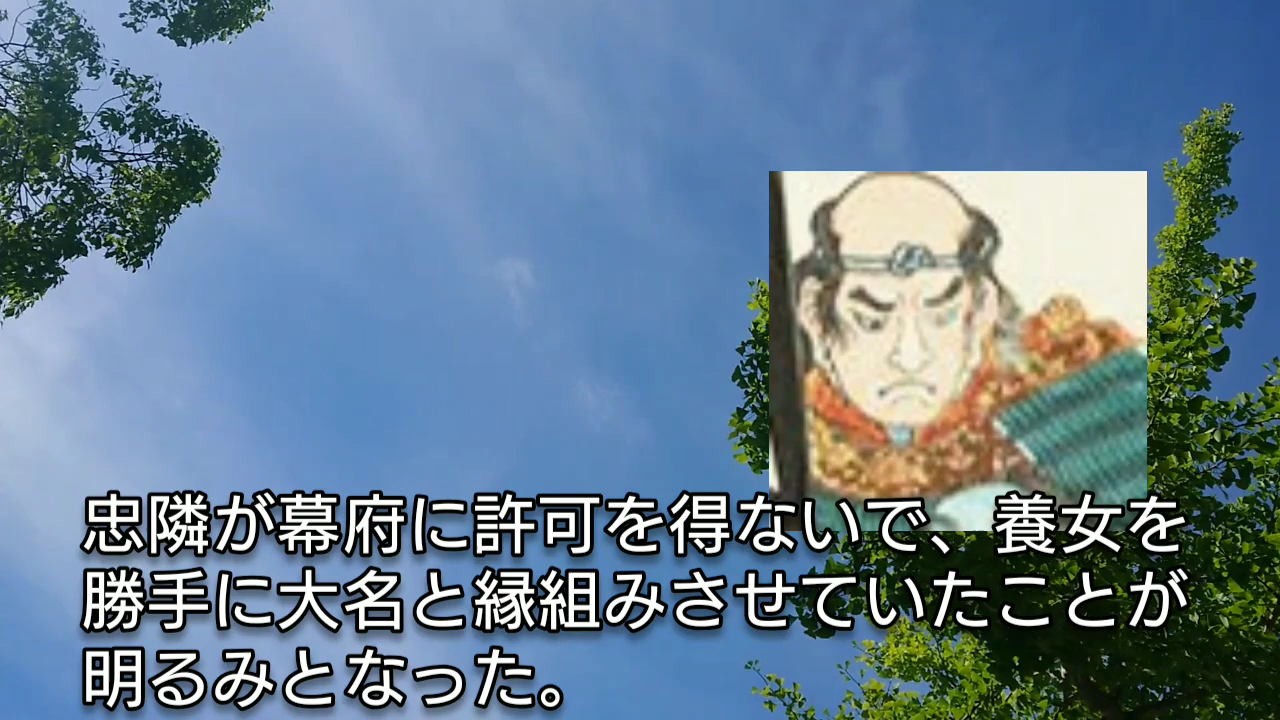 忠隣が幕府に許可を得ないで、養女を
勝手に大名と縁組みさせていたことが
明るみとなった。